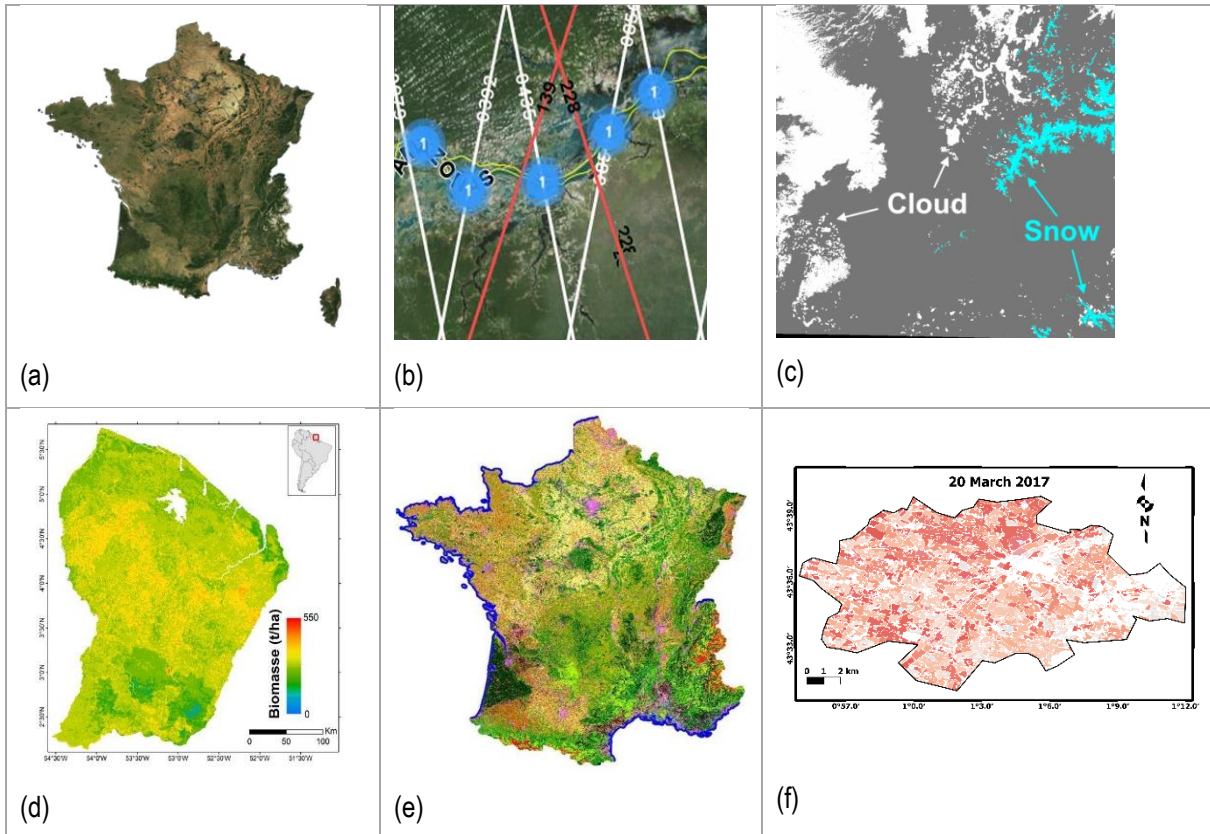 (a)
139
228
1
1
1
1
1
(b)
Cloud
Snow
(c)
5°30'N
5°0'N
4°30'N
4°0'N
3°30'N
3°0'N
2°30'N
Biomasse (t/ha)
550
0
Km
0 50 100
54°30'W 54°0'W 53°30'W 53°0'W 52°30'W 52°0'W 51°30'W
(d)
(e)
20 March 2017
N
43°39.0'
43°36.0'
43°33.0'
0 1 2 km
0°57.0' 1°0.0' 1°3.0' 1°6.0' 1°9.0' 1°12.0'
(f)